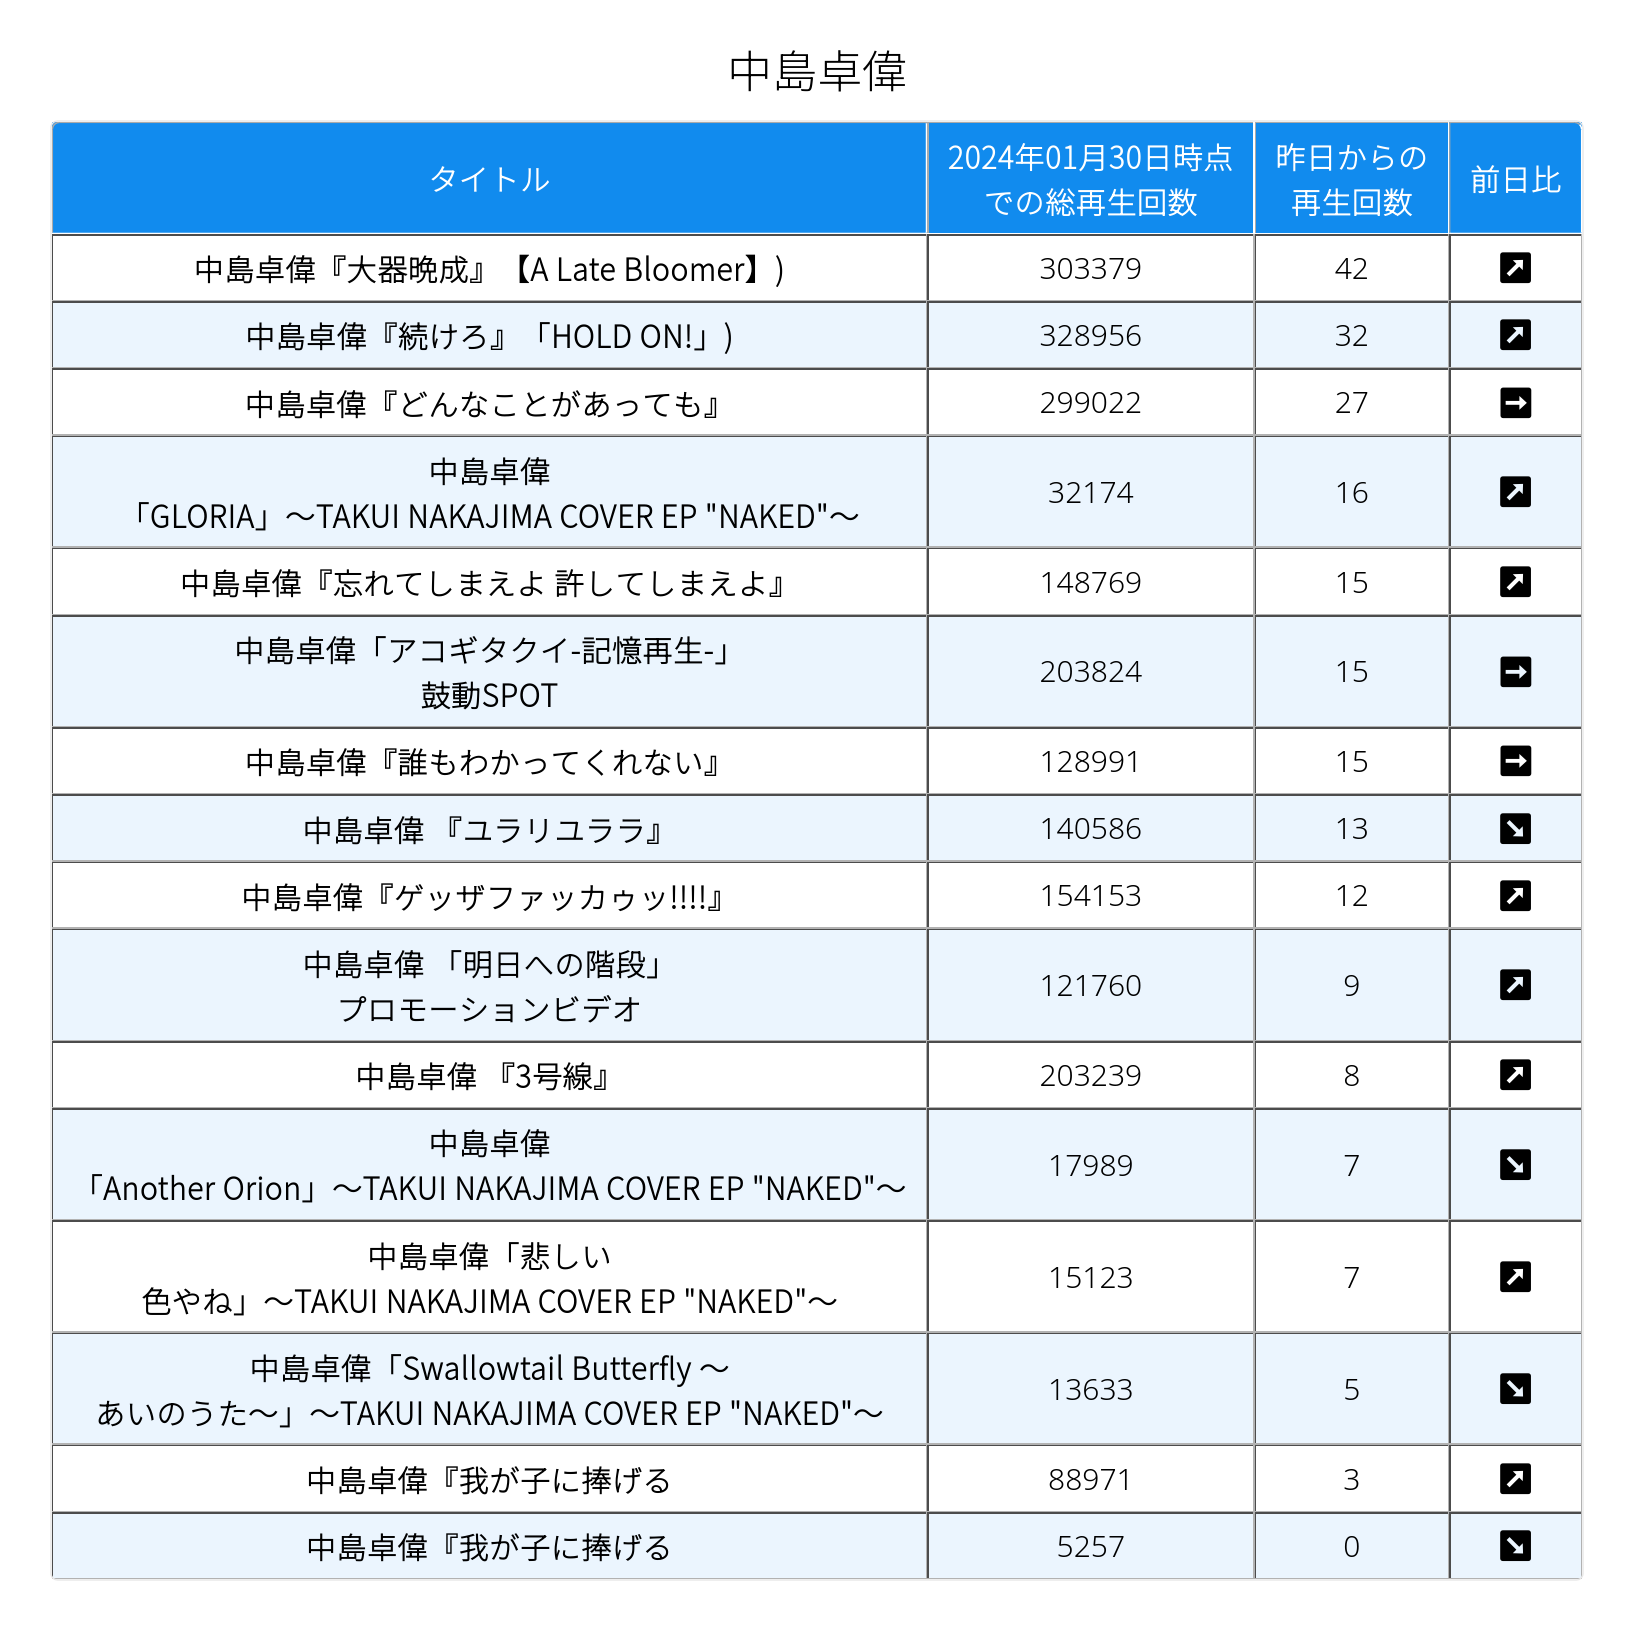 中島卓偉
タイトル
2024年01月30日時点
での総再生回数
昨日からの
再生回数
前日比
中島卓偉『大器晩成』【A Late Bloomer】)
303379
42
中島卓偉『続けろ』「HOLD ON!」)
328956
32
中島卓偉『どんなことがあっても』
299022
27
中島卓偉
「GLORIA」〜TAKUI NAKAJIMA COVER EP "NAKED"〜
32174
16
中島卓偉『忘れてしまえよ 許してしまえよ』
148769
15
中島卓偉「アコギタクイ-記憶再生-」
鼓動SPOT
203824
15
中島卓偉『誰もわかってくれない』
128991
15
中島卓偉 『ユラリユララ』
140586
13
中島卓偉『ゲッザファッカゥッ!!!!』
154153
12
中島卓偉 「明日への階段」
プロモーションビデオ
121760
9
中島卓偉 『3号線』
203239
8
中島卓偉
「Another Orion」〜TAKUI NAKAJIMA COVER EP "NAKED"〜
17989
7
中島卓偉「悲しい
色やね」〜TAKUI NAKAJIMA COVER EP "NAKED"〜
15123
7
中島卓偉「Swallowtail Butterfly 〜
あいのうた〜」〜TAKUI NAKAJIMA COVER EP "NAKED"〜
13633
5
中島卓偉『我が子に捧げる
88971
3
中島卓偉『我が子に捧げる
5257
0